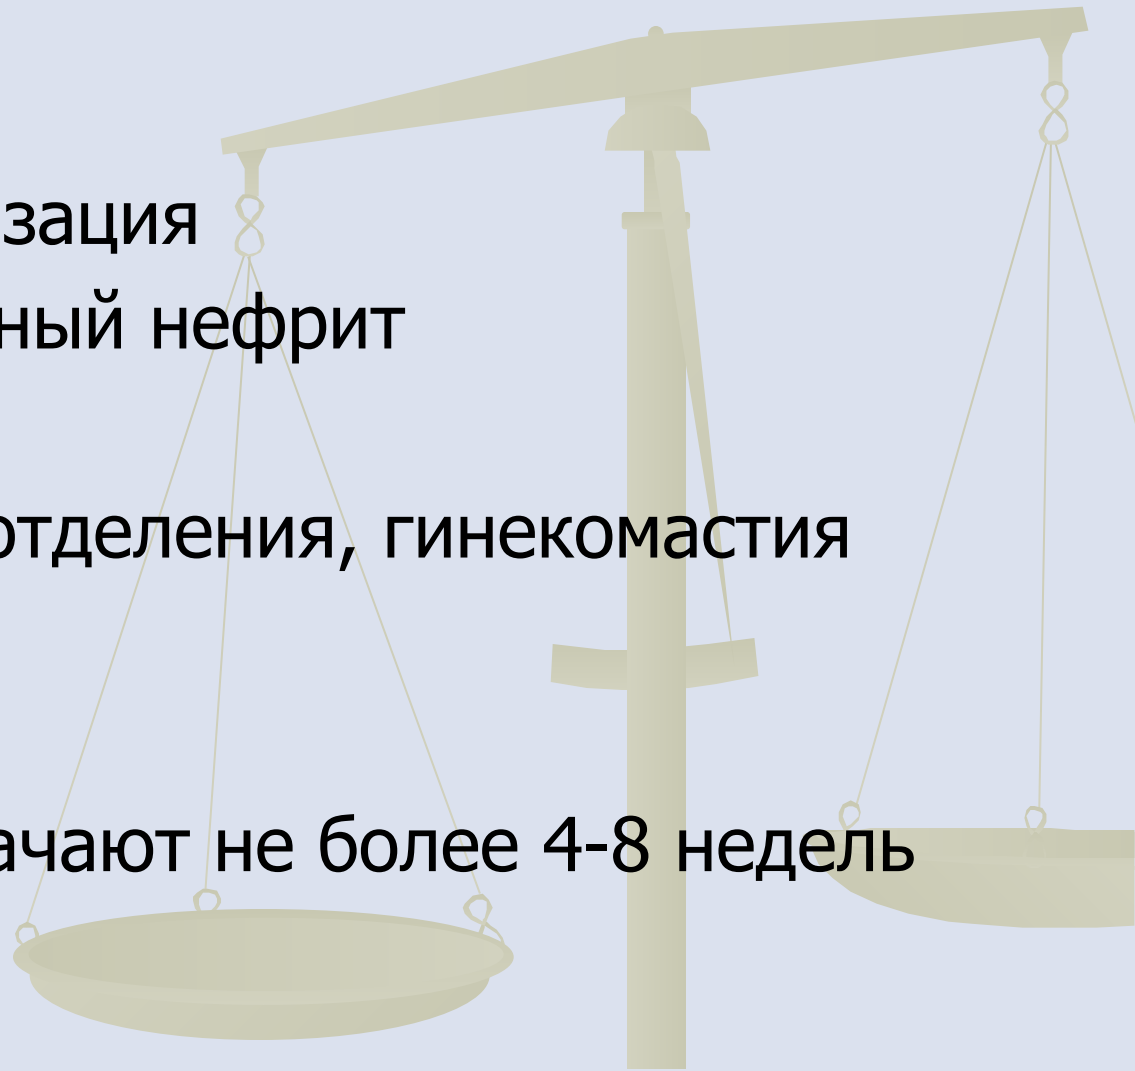 зация
ный нефрит
отделения, гинекомастия
ачают не более 4-8 недель